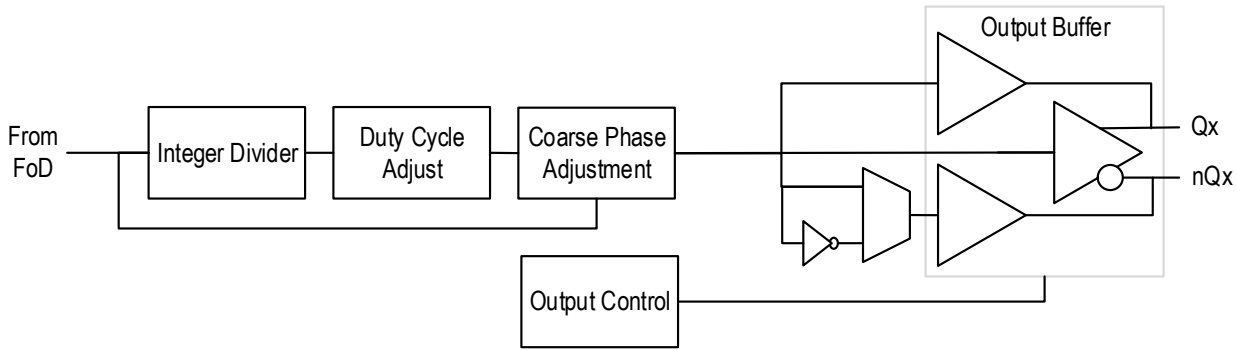 Output Buffer
From
FoD
Integer Divider
Duty Cycle
Adjust
Coarse Phase
Adjustment
Qx
nQx
Output Control